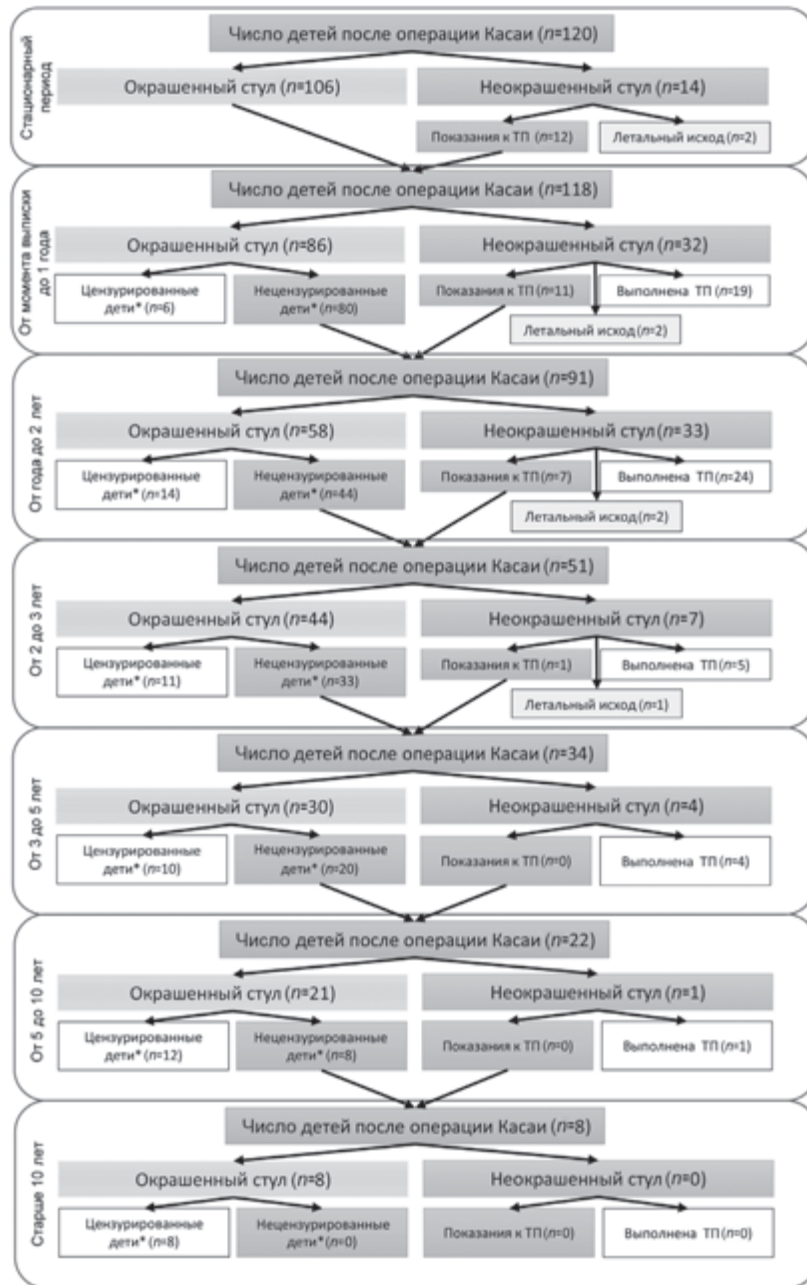 Стационарный
период
Число детей после операции Касаи (n=120)
Окрашенный стул (n=106)
Неокрашенный стул (n=14)
Показания к ТП (n=12)
Летальный исход (n=2)
От момента выписки
до 1 года
Число детей после операции Касаи (n=118)
Окрашенный стул (n=86)
Неокрашенный стул (n=32)
Цензурированные
дети* (n=6)
Нецензурированные
дети* (n=80)
Показания к ТП (n=11)
Выполнена ТП (n=19)
Летальный исход (n=2)
От года до 2 лет
Число детей после операции Касаи (n=91)
Окрашенный стул (n=58)
Неокрашенный стул (n=33)
Цензурированные
дети* (n=14)
Нецензурированные
дети* (n=44)
Показания к ТП (n=7)
Выполнена ТП (n=24)
Летальный исход (n=2)
От 2 до 3 лет
Число детей после операции Касаи (n=51)
Окрашенный стул (n=44)
Неокрашенный стул (n=7)
Цензурированные
дети* (n=11)
Нецензурированные
дети* (n=33)
Показания к ТП (n=1)
Выполнена ТП (n=5)
Летальный исход (n=1)
От 3 до 5 лет
Число детей после операции Касаи (n=34)
Окрашенный стул (n=30)
Неокрашенный стул (n=4)
Цензурированные
дети* (n=10)
Нецензурированные
дети* (n=20)
Показания к ТП (n=0)
Выполнена ТП (n=4)
От 5 до 10 лет
Число детей после операции Касаи (n=22)
Окрашенный стул (n=21)
Неокрашенный стул (n=1)
Цензурированные
дети* (n=12)
Нецензурированные
дети* (n=8)
Показания к ТП (n=0)
Выполнена ТП (n=1)
Старше 10 лет
Число детей после операции Касаи (n=8)
Окрашенный стул (n=8)
Неокрашенный стул (n=0)
Цензурированные
дети* (n=8)
Нецензурированные
дети* (n=0)
Показания к ТП (n=0)
Выполнена ТП (n=0)